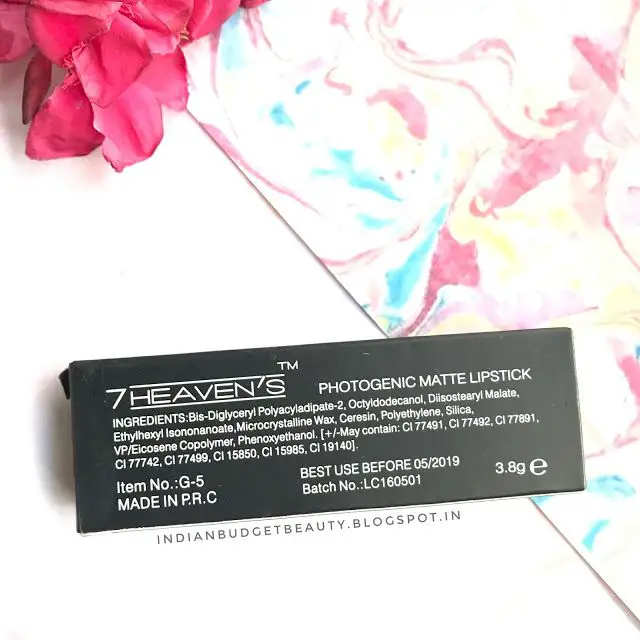 7HEAVEN'S™ PHOTOGENIC MATTE LIPSTICK
INGREDIENTS:Bis-Diglyceryl Polyacyladipate-2, Octyldodecanol, Diisostearyl Malate,
Ethylhexyl Isononanoate,Microcrystalline Wax, Ceresin, Polyethylene, Silica,
VP/Eicosene Copolymer, Phenoxyethanol. [+/-May contain: CI 77491, CI 77492, CI 77891,
CI 77742, CI 77499, CI 15850, CI 15985, CI 19140].
Item No.:G-5 BEST USE BEFORE 05/2019 3.8g ℮
MADE IN P.R.C Batch No.:LC160501
INDIANBUDGETBEAUTY.BLOGSPOT.IN